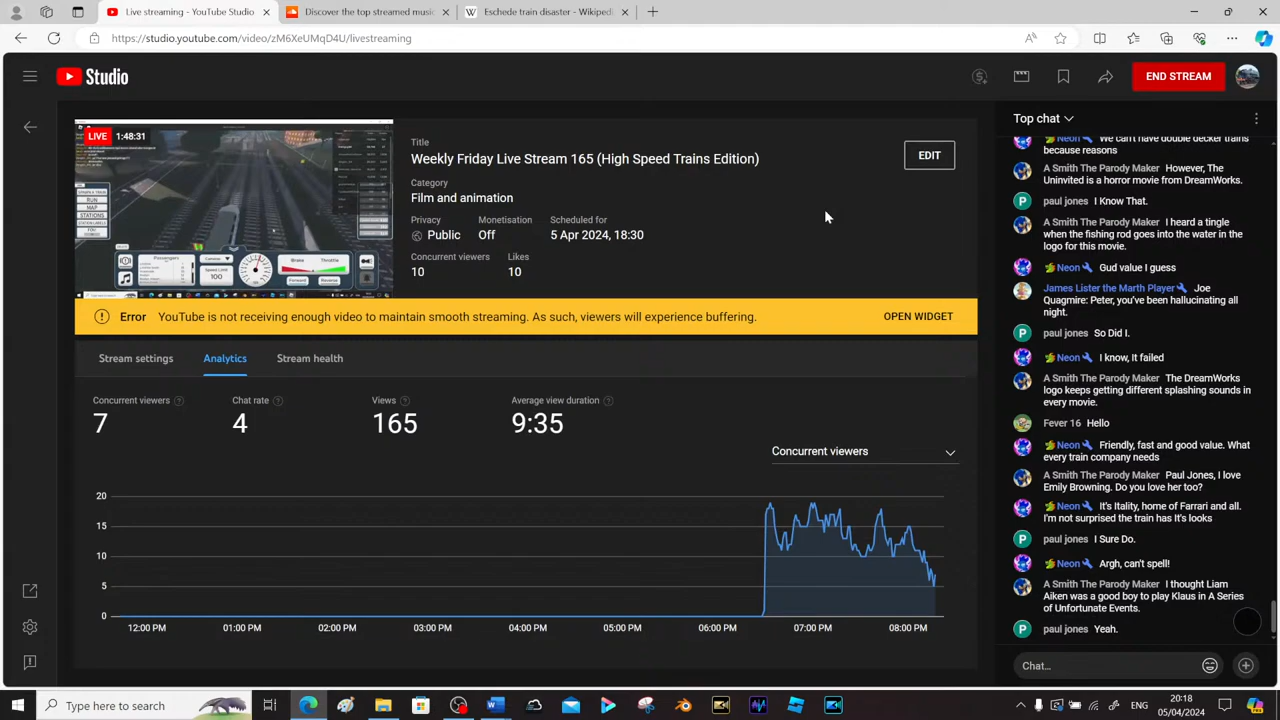 Live streaming - YouTube Studio
Discover the top streamed music
Eschede train disaster - Wikipedi
https://studio.youtube.com/video/zM6XeUMqD4U/livestreaming
Studio
END STREAM
LIVE 1:48:31
Passengers
RUN
MAP
STATIONS
Speed Limit
100
Brake
Throttle
Forward
Reverse
Title
Weekly Friday Live Stream 165 (High Speed Trains Edition)
EDIT
Category
Film and animation
Privacy Monetisation Scheduled for
Public Off 5 Apr 2024, 18:30
Concurrent viewers Likes
10 10
Error YouTube is not receiving enough video to maintain smooth streaming. As such, viewers will experience buffering. OPEN WIDGET
Stream settings Analytics Stream health
Concurrent viewers Chat rate Views Average view duration
7 4 165 9:35
Concurrent viewers
20
15
10
5
0
12:00 PM 01:00 PM 02:00 PM 03:00 PM 04:00 PM 05:00 PM 06:00 PM 07:00 PM 08:00 PM
Top chat
Neon We can't have double decker trains
because reasons
A Smith The Parody Maker However, The
Uninvited is a horror movie from DreamWorks.
paul jones I Know That.
A Smith The Parody Maker I heard a tingle
when the fishing rod goes into the water in the
logo for this movie.
Neon Gud value I guess
James Lister the Marth Player Joe
Quagmire: Peter, you've been hallucinating all
night.
paul jones So Did I.
Neon I know, It failed
A Smith The Parody Maker The DreamWorks
logo keeps getting different splashing sounds in
every movie.
Fever 16 Hello
Neon Friendly, fast and good value. What
every train company needs
A Smith The Parody Maker Paul Jones, I love
Emily Browning. Do you love her too?
Neon It's Itality, home of Farrari and all.
I'm not surprised the train has It's looks
paul jones I Sure Do.
Neon Argh, can't spell!
A Smith The Parody Maker I thought Liam
Aiken was a good boy to play Klaus in A Series
of Unfortunate Events.
paul jones Yeah.
Chat...
Type here to search
ENG
20:18
05/04/2024